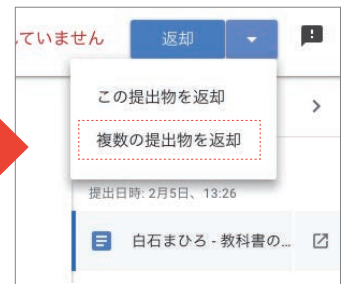 ていません
返却
この提出物を返却
複数の提出物を返却
提出日時: 2月5日、13:26
白石まひろ - 教科書の...